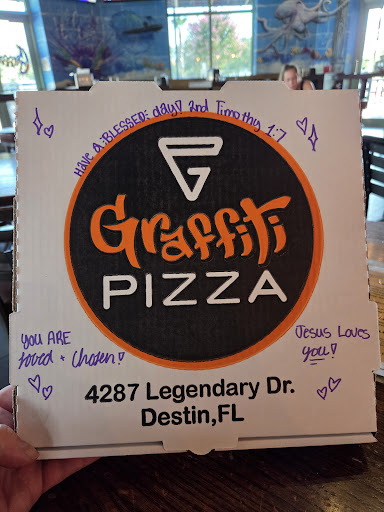 Have a :BLESSED: day! 2nd Timothy 1:7
Graffiti
PIZZA
YOU ARE
loved + Chosen!
Jesus Loves
you!
4287 Legendary Dr.
Destin,FL